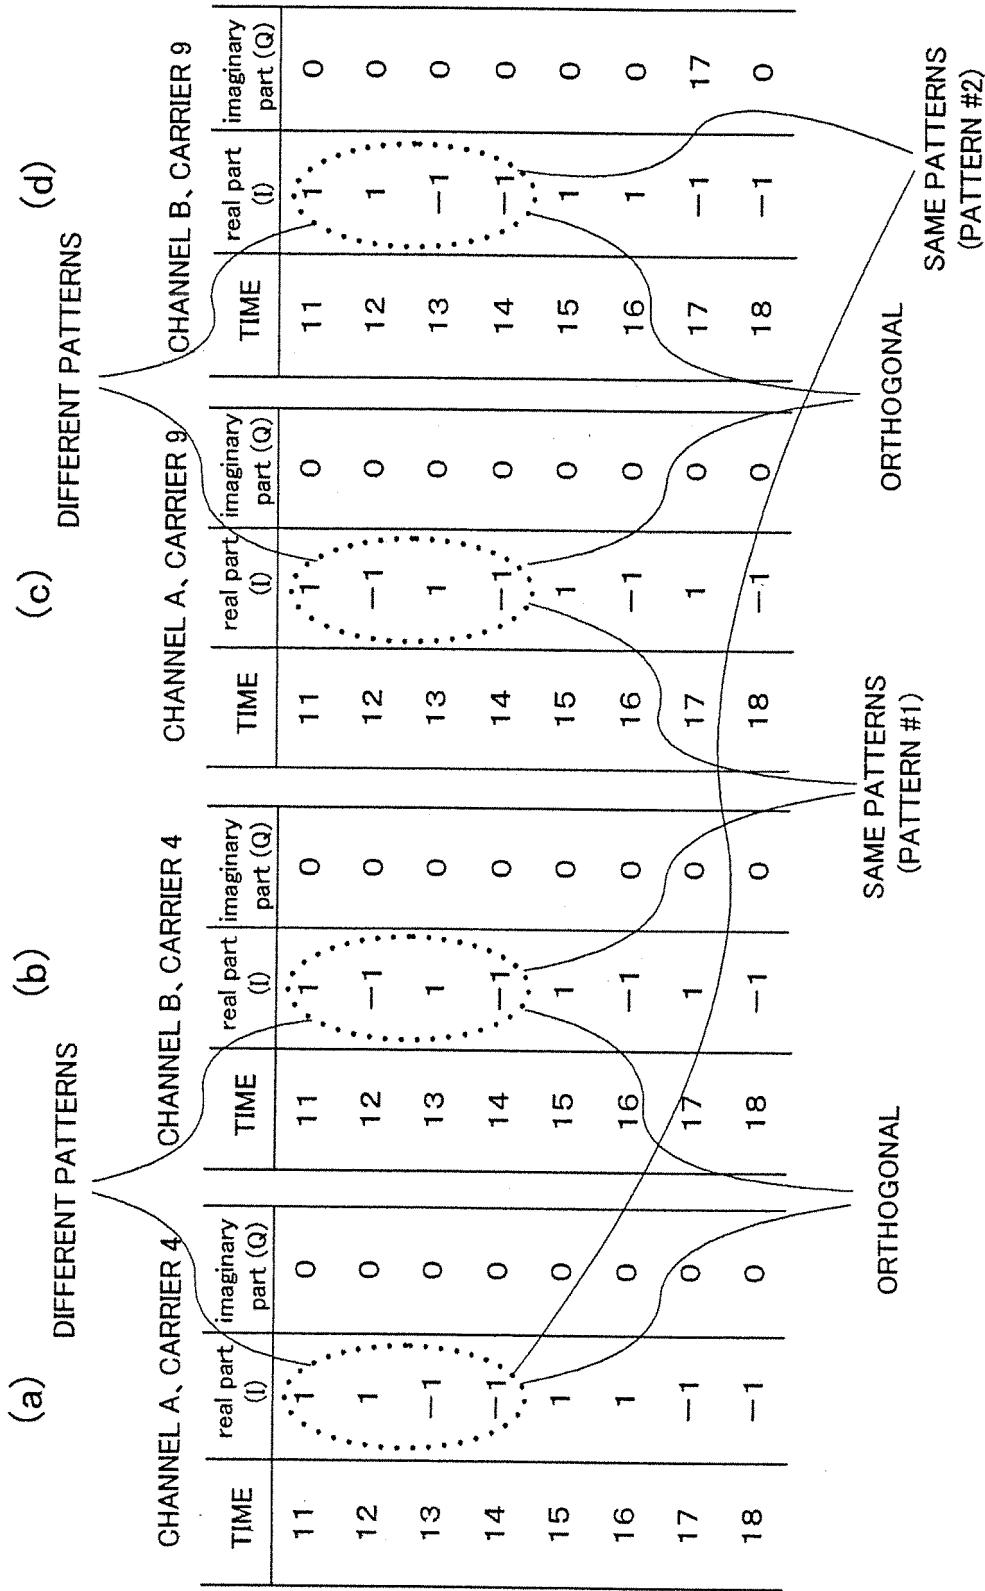 (a) (b) (c) (d)
DIFFERENT PATTERNS DIFFERENT PATTERNS
CHANNEL A、CARRIER 4 CHANNEL B、CARRIER 4 CHANNEL A、CARRIER 9 CHANNEL B、CARRIER 9
TIME real part (I) imaginary part (Q) TIME real part (I) imaginary part (Q) TIME real part (I) imaginary part (Q) TIME real part (I) imaginary part (Q)
11 1 0 11 1 0 11 1 0 11 1 0
12 1 0 12 −1 0 12 −1 0 12 1 0
13 −1 0 13 1 0 13 1 0 13 −1 0
14 −1 0 14 −1 0 14 −1 0 14 −1 0
15 1 0 15 1 0 15 1 0 15 1 0
16 1 0 16 −1 0 16 −1 0 16 1 0
17 −1 0 17 1 0 17 1 0 17 −1 17
18 −1 0 18 −1 0 18 −1 0 18 −1 0
ORTHOGONAL SAME PATTERNS ORTHOGONAL SAME PATTERNS
(PATTERN #1) (PATTERN #2)